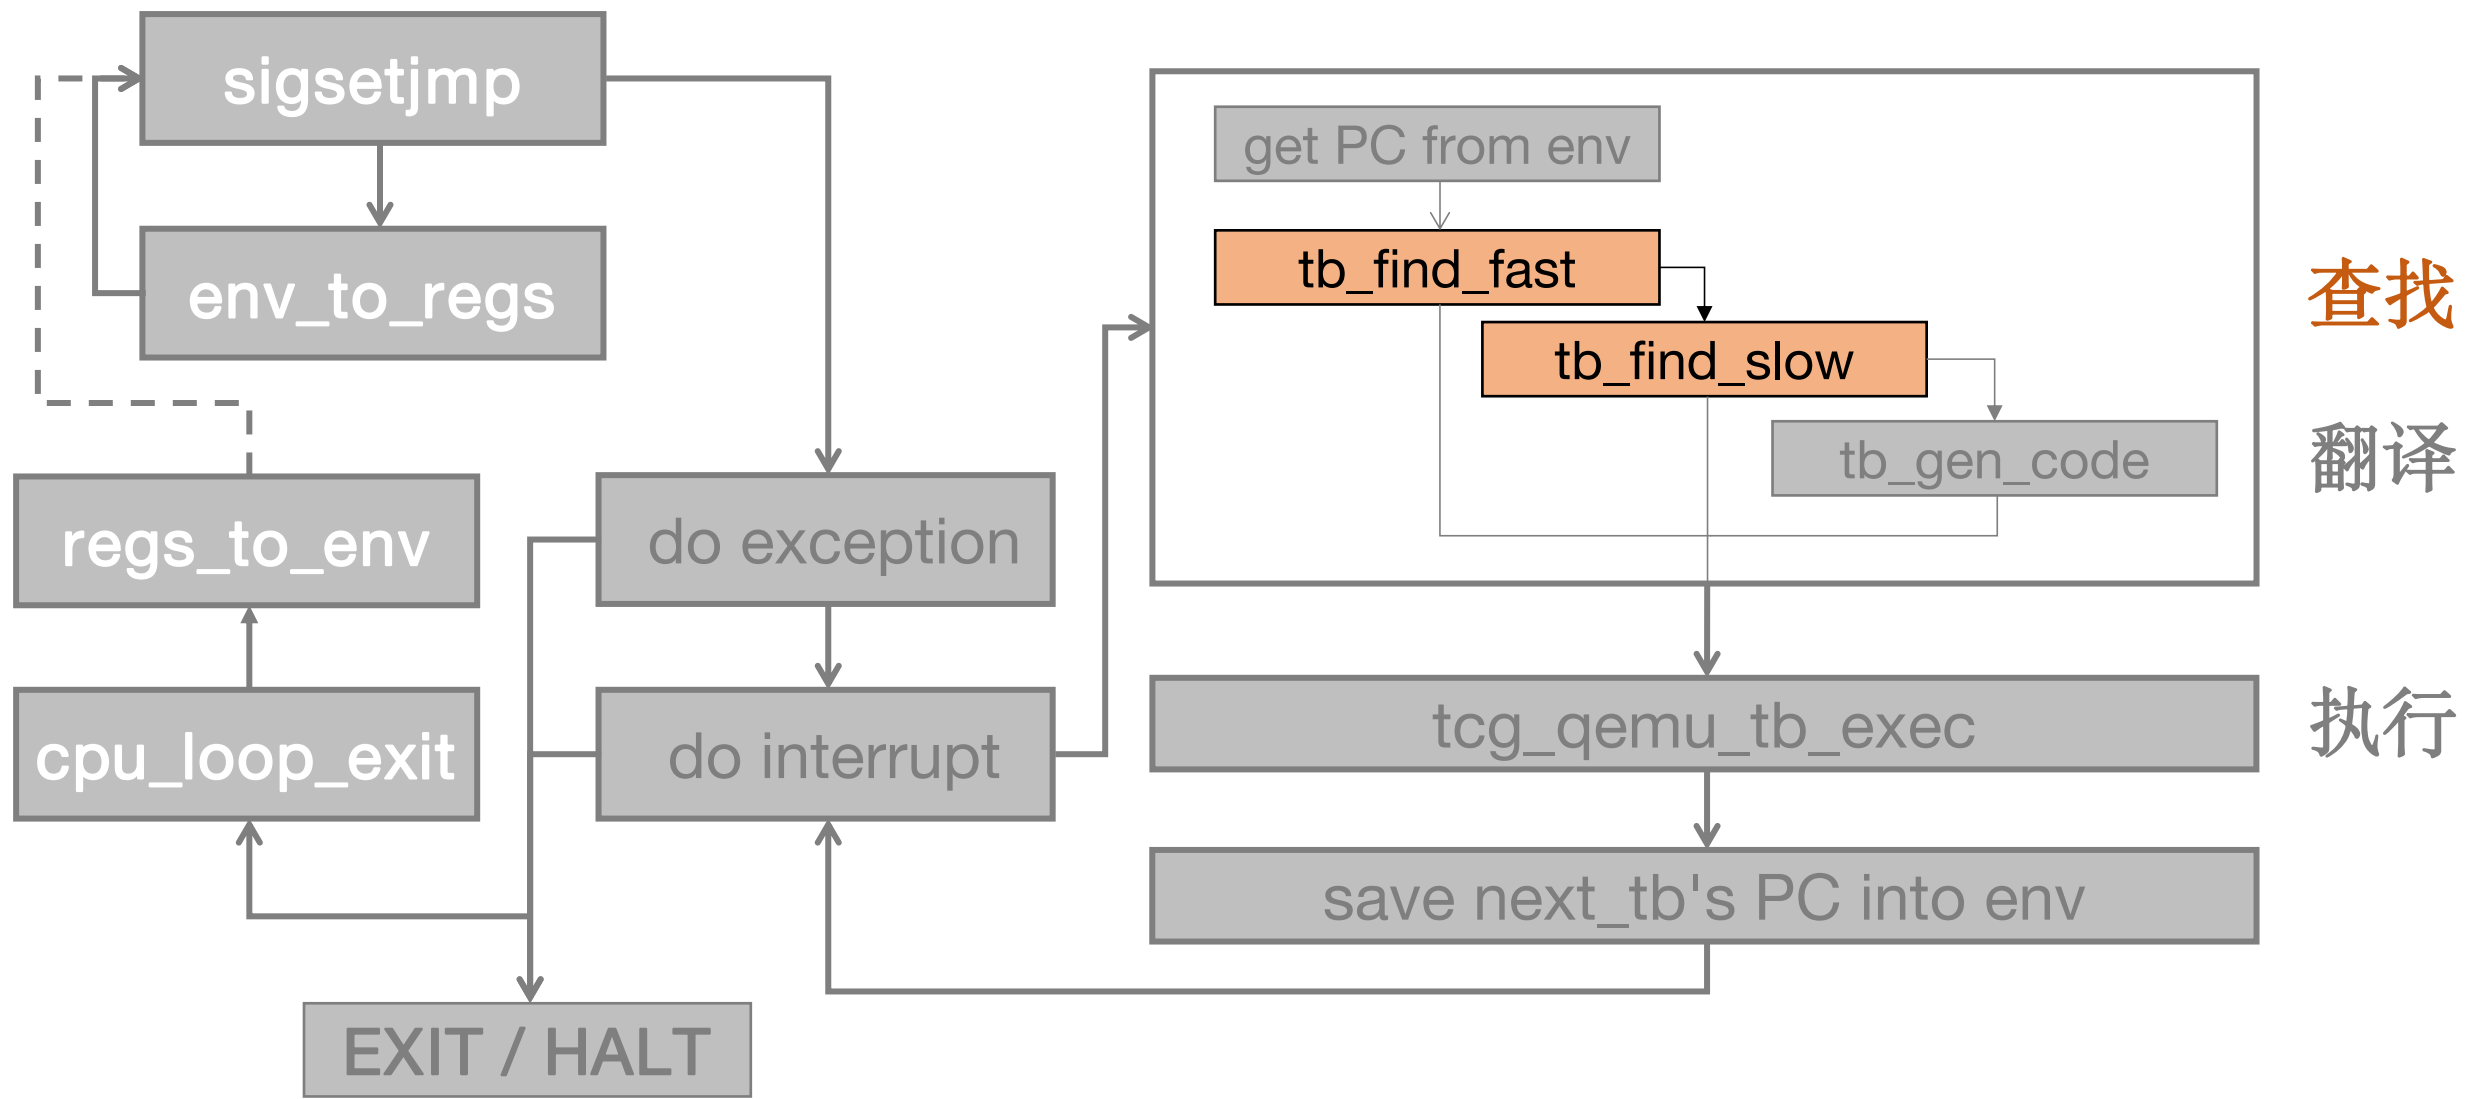 sigsetjmp
env_to_regs
regs_to_env
cpu_loop_exit
do exception
do interrupt
EXIT / HALT
get PC from env
tb_find_fast
tb_find_slow
tb_gen_code
tcg_qemu_tb_exec
save next_tb's PC into env
查找
翻译
执行